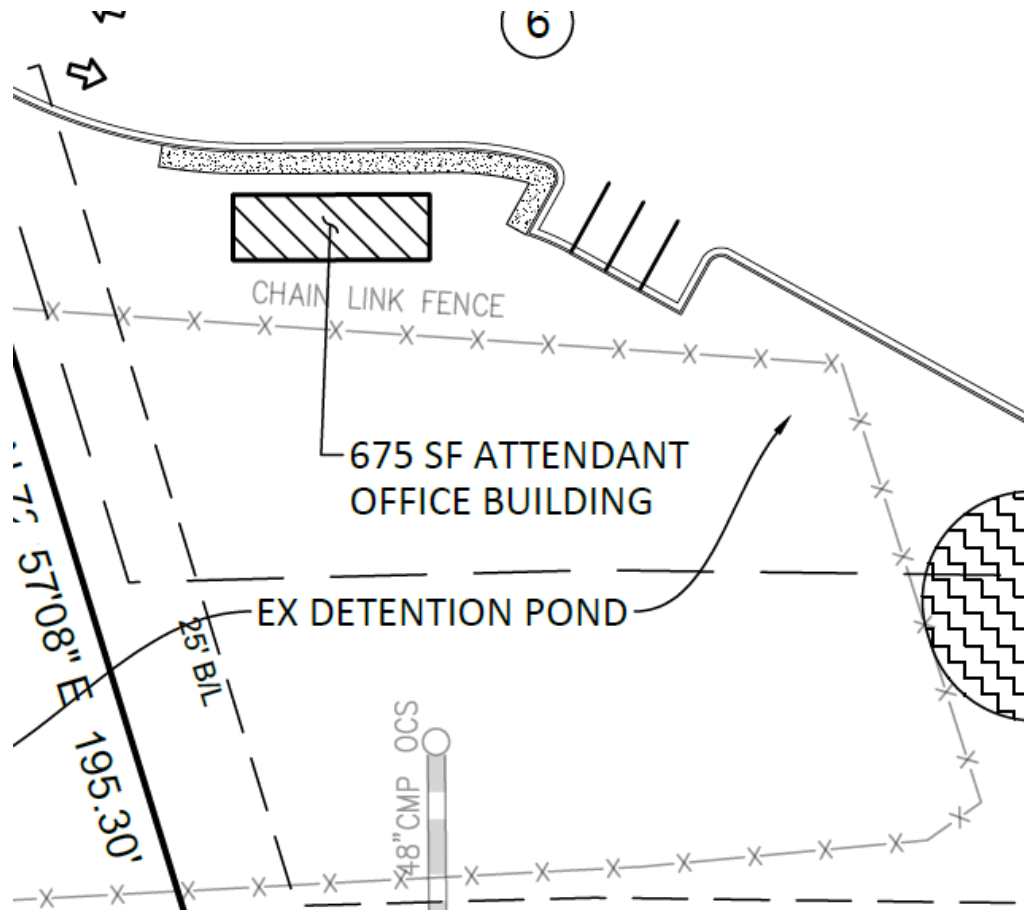 6
CHAIN LINK FENCE
675 SF ATTENDANT
OFFICE BUILDING
57'08" E 195.30'
EX DETENTION POND
25' B/L
48"CMP OCS